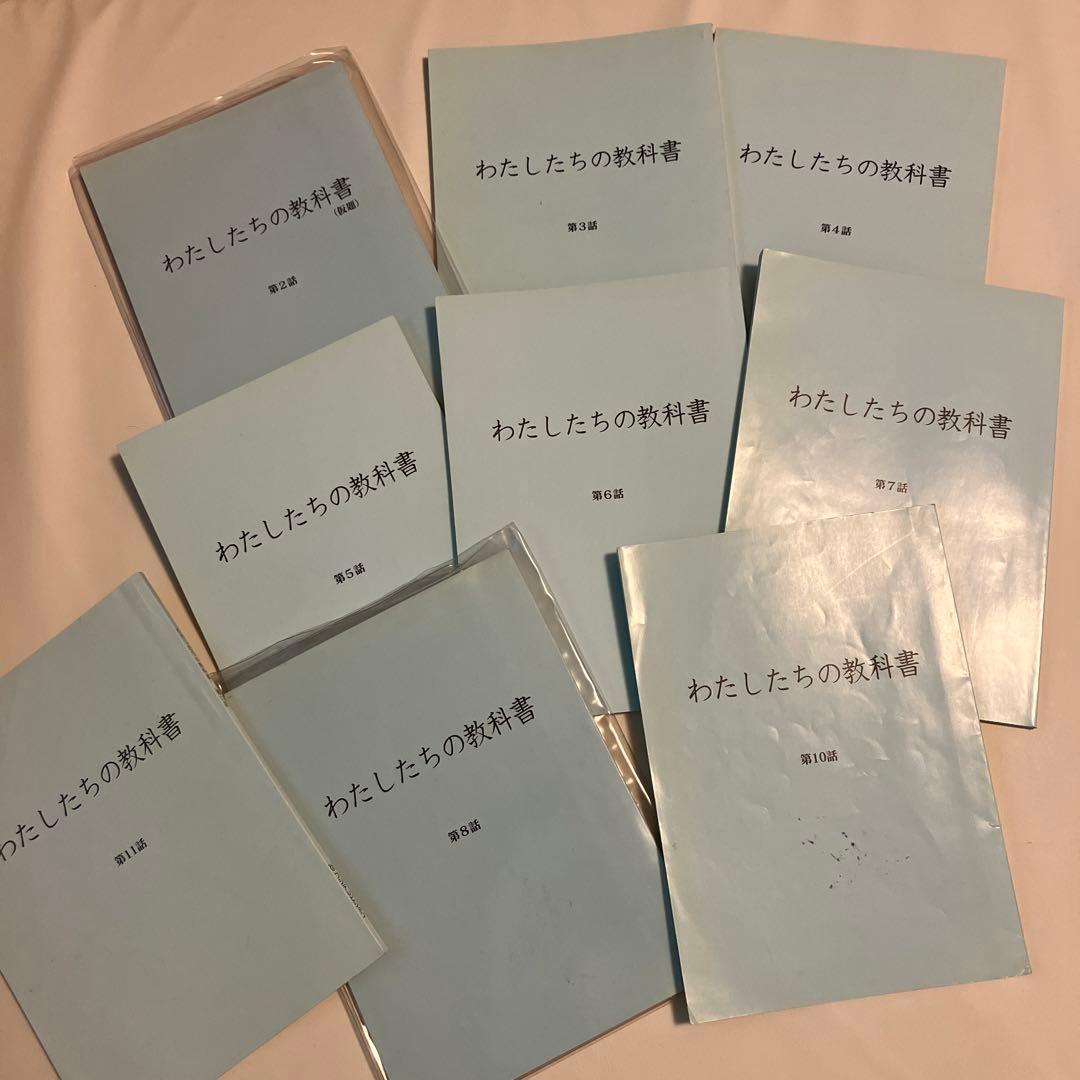 わたしたちの教科書
(仮題)
第2話
わたしたちの教科書
第3話
わたしたちの教科書
第4話
わたしたちの教科書
第5話
わたしたちの教科書
第6話
わたしたちの教科書
第7話
わたしたちの教科書
第11話
わたしたちの教科書
第8話
わたしたちの教科書
第10話